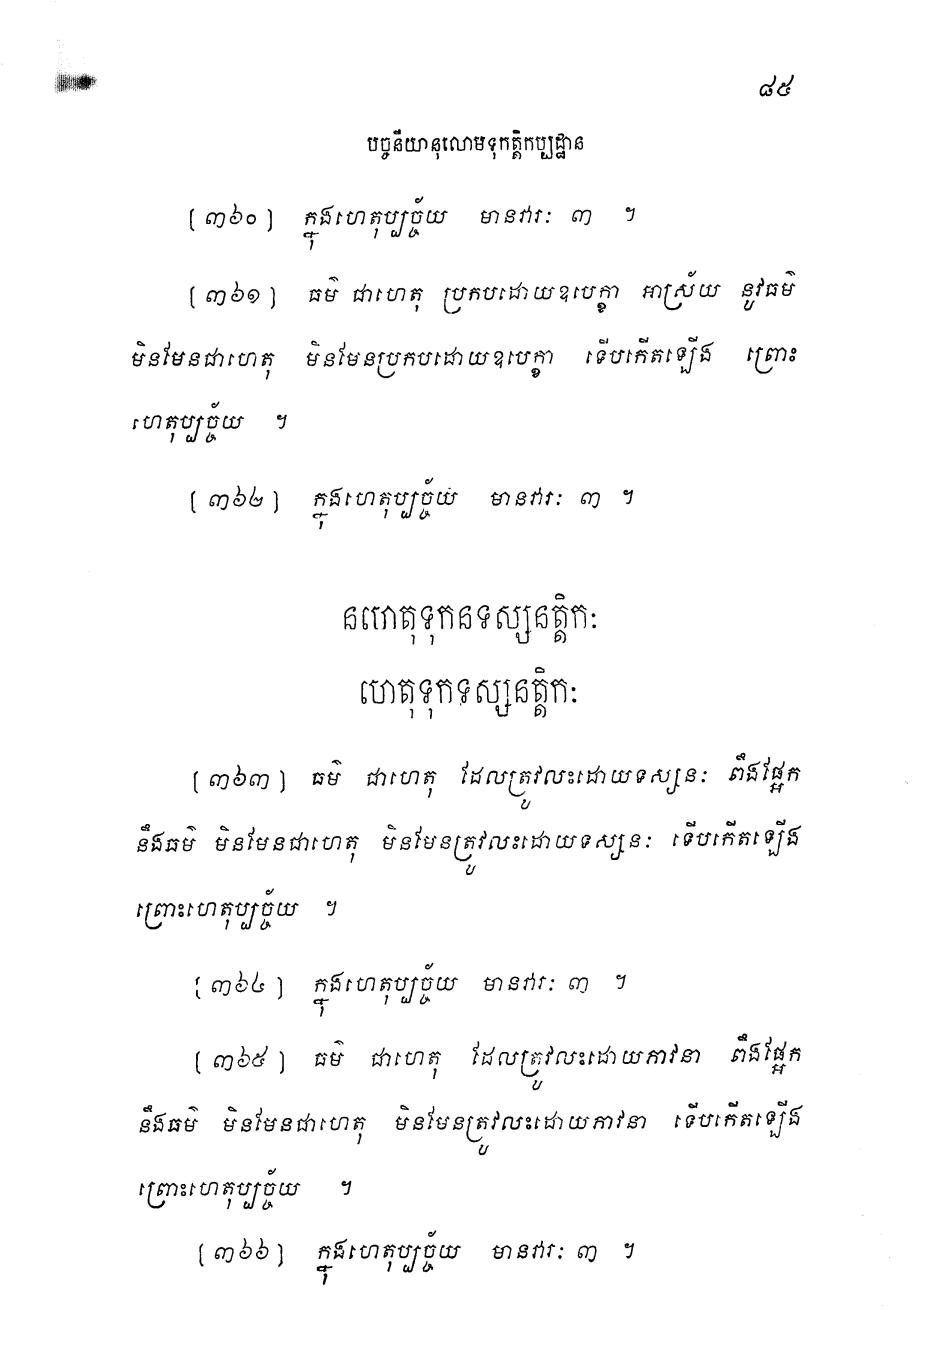 ៨៥
បច្ចនីយានុលោមទុកត្តិកប្បដ្ឋាន
[ ៣៦០ ] ក្នុងហេតុប្បច្ច័យ មានវារៈ ៣ ។
[ ៣៦១ ] ធម៌ ជាហេតុ ប្រកបដោយឧបេក្ខា អាស្រ័យ នូវធម៌
មិនមែនជាហេតុ មិនមែនប្រកបដោយឧបេក្ខា ទើបកើតឡើង ព្រោះ
ហេតុប្បច្ច័យ ។
[ ៣៦២ ] ក្នុងហេតុប្បច្ច័យ មានវារៈ ៣ ។
នហេតុទុកនទស្សនត្តិកៈ
ហេតុទុកទស្សនត្តិកៈ
[ ៣៦៣ ] ធម៌ ជាហេតុ ដែលត្រូវលះដោយទស្សនៈ ពឹងផ្អែក
នឹងធម៌ មិនមែនជាហេតុ មិនមែនត្រូវលះដោយទស្សនៈ ទើបកើតឡើង
ព្រោះហេតុប្បច្ច័យ ។
[ ៣៦៤ ] ក្នុងហេតុប្បច្ច័យ មានវារៈ ៣ ។
[ ៣៦៥ ] ធម៌ ជាហេតុ ដែលត្រូវលះដោយភាវនា ពឹងផ្អែក
នឹងធម៌ មិនមែនជាហេតុ មិនមែនត្រូវលះដោយភាវនា ទើបកើតឡើង
ព្រោះហេតុប្បច្ច័យ ។
[ ៣៦៦ ] ក្នុងហេតុប្បច្ច័យ មានវារៈ ៣ ។